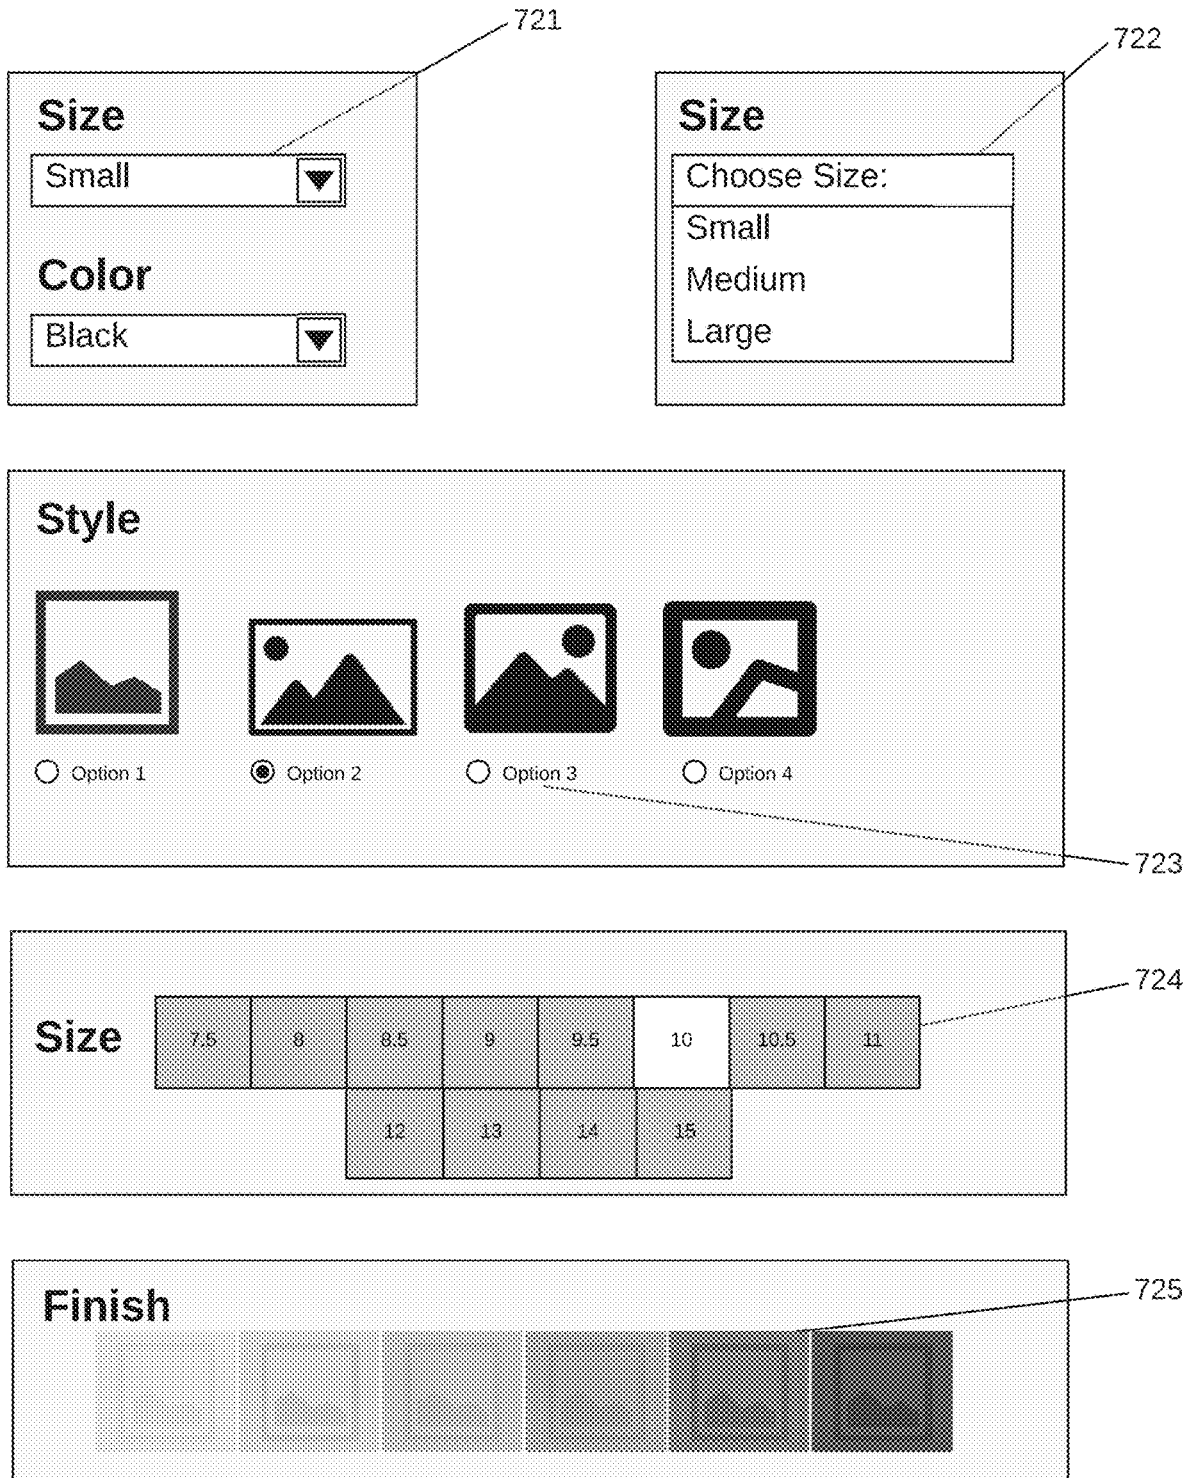 721
722
Size
Small
Color
Black
Size
Choose Size:
Small
Medium
Large
Style
Option 1 Option 2 Option 3 Option 4
723
724
Size
7.5 8 8.5 9 9.5 10 10.5 11
12 13 14 15
725
Finish